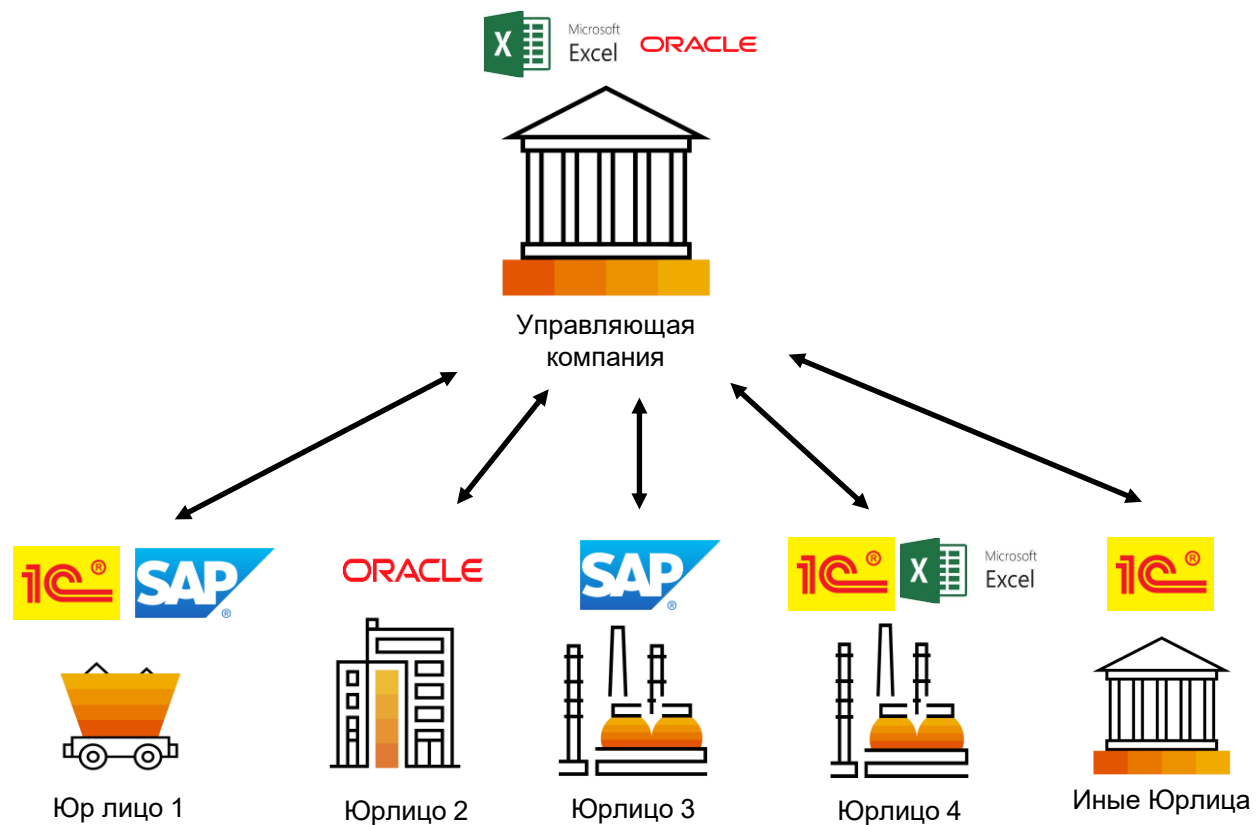 X Microsoft
Excel
ORACLE
Управляющая
компания
1С® SAP®
ORACLE
SAP®
1С® X Microsoft
Excel
1С®
Юр лицо 1
Юрлицо 2
Юрлицо 3
Юрлицо 4
Иные Юрлица